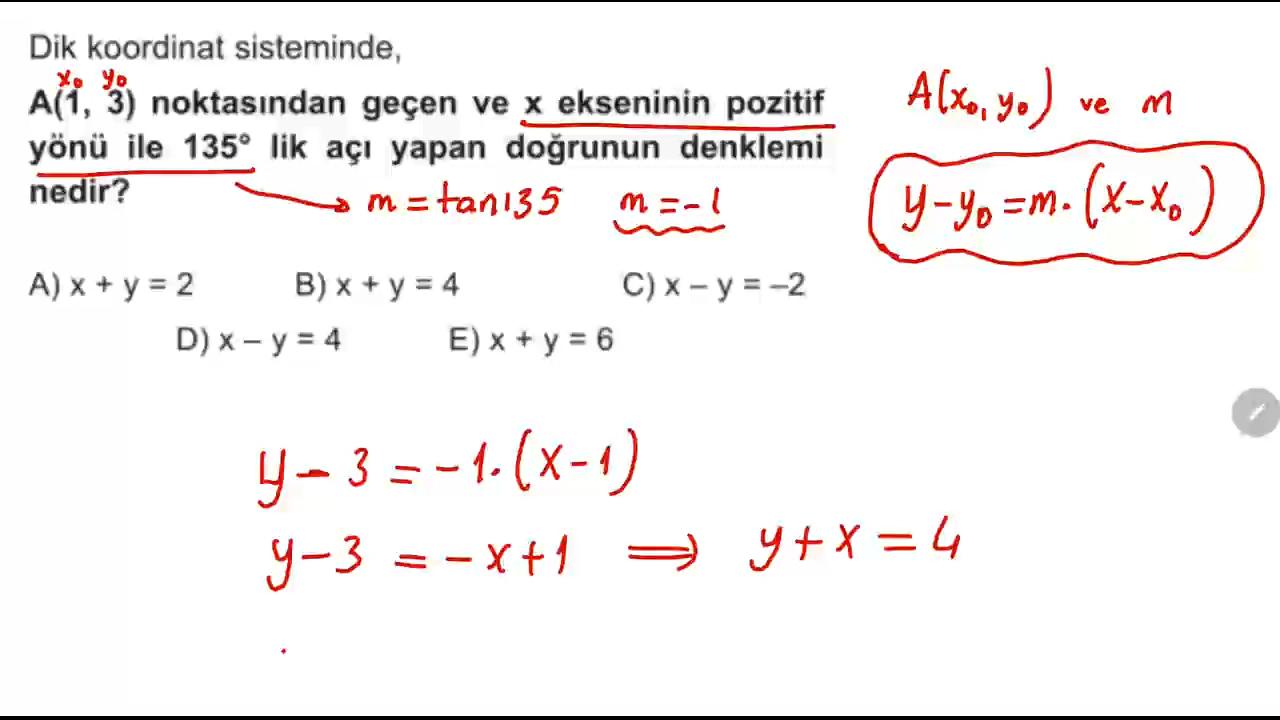 Dik koordinat sisteminde,
x₀ y₀
A(1, 3) noktasından geçen ve x ekseninin pozitif
yönü ile 135° lik açı yapan doğrunun denklemi
nedir?
m = tan135 m = -1
A(x₀, y₀) ve m
y - y₀ = m · (x - x₀)
A) x + y = 2 B) x + y = 4 C) x – y = –2
D) x – y = 4 E) x + y = 6
y - 3 = -1 · (x - 1)
y - 3 = -x + 1 ⟹ y + x = 4